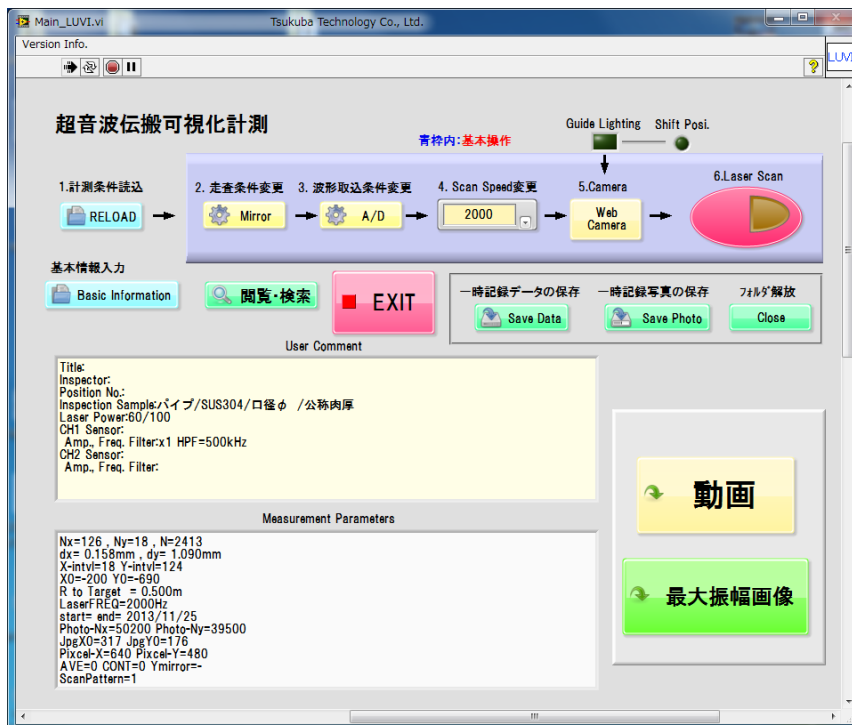 Main_LUVI.vi
Tsukuba Technology Co., Ltd.
Version Info.
LUVI
超音波伝搬可視化計測
青枠内:基本操作
Guide Lighting
Shift Posi.
1.計測条件読込
2. 走査条件変更
3. 波形取込条件変更
4. Scan Speed変更
5.Camera
6.Laser Scan
RELOAD
Mirror
A/D
2000
Web
Camera
基本情報入力
Basic Information
閲覧・検索
EXIT
一時記録データの保存
一時記録写真の保存
フォルダ解放
Save Data
Save Photo
Close
User Comment
Title:
Inspector:
Position No.:
Inspection Sample:パイプ/SUS304/口径φ /公称肉厚
Laser Power:60/100
CH1 Sensor:
Amp., Freq. Filter:x1 HPF=500kHz
CH2 Sensor:
Amp., Freq. Filter:
動画
最大振幅画像
Measurement Parameters
Nx=126 , Ny=18 , N=2413
dx= 0.158mm , dy= 1.090mm
X-intvl=18 Y-intvl=124
X0=-200 Y0=-690
R to Target = 0.500m
LaserFREQ=2000Hz
start= end= 2013/11/25
Photo-Nx=50200 Photo-Ny=39500
JpgX0=317 JpgY0=176
Pixcel-X=640 Pixcel-Y=480
AVE=0 CONT=0 Ymirror=-
ScanPattern=1